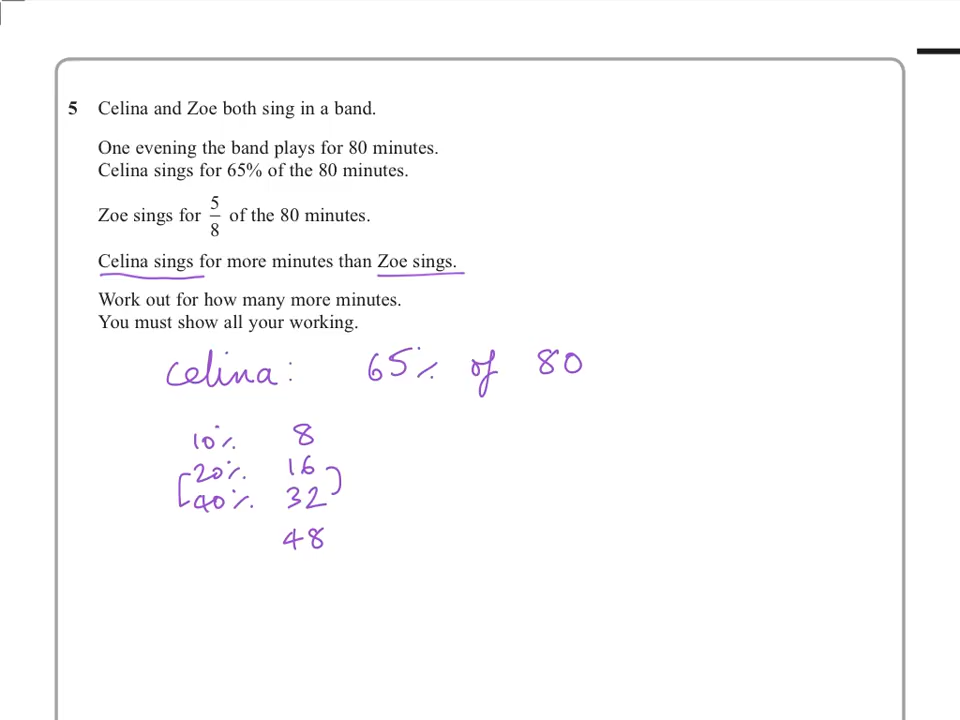 5 Celina and Zoe both sing in a band.
One evening the band plays for 80 minutes.
Celina sings for 65% of the 80 minutes.
Zoe sings for 5/8 of the 80 minutes.
Celina sings for more minutes than Zoe sings.
Work out for how many more minutes.
You must show all your working.
Celina: 65% of 80
10% 8
20% 16
40% 32
48